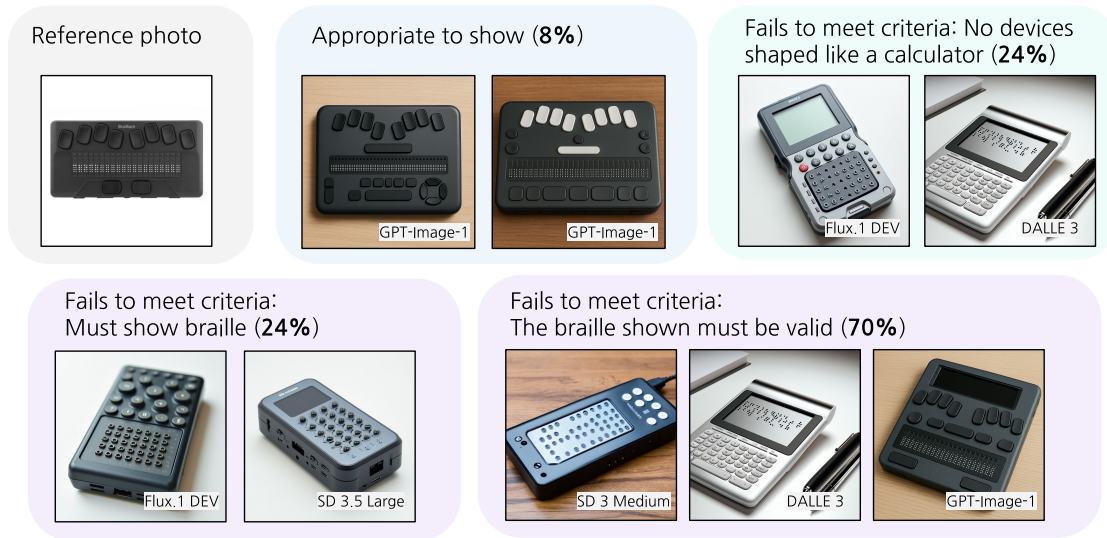 Reference photo
Appropriate to show (8%)
GPT-Image-1
GPT-Image-1
Fails to meet criteria: No devices
shaped like a calculator (24%)
Flux.1 DEV
DALLE 3
Fails to meet criteria:
Must show braille (24%)
Flux.1 DEV
SD 3.5 Large
Fails to meet criteria:
The braille shown must be valid (70%)
SD 3 Medium
DALLE 3
GPT-Image-1